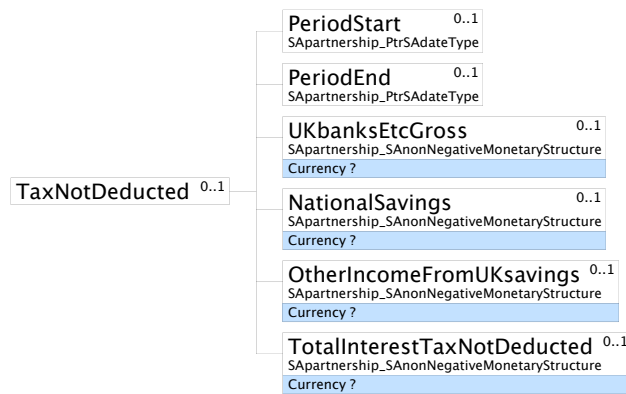 PeriodStart 0..1
SApartnership_PtrSAdateType
PeriodEnd 0..1
SApartnership_PtrSAdateType
UKbanksEtcGross 0..1
SApartnership_SAnonNegativeMonetaryStructure
Currency ?
TaxNotDeducted 0..1
NationalSavings 0..1
SApartnership_SAnonNegativeMonetaryStructure
Currency ?
OtherIncomeFromUKsavings 0..1
SApartnership_SAnonNegativeMonetaryStructure
Currency ?
TotalInterestTaxNotDeducted 0..1
SApartnership_SAnonNegativeMonetaryStructure
Currency ?